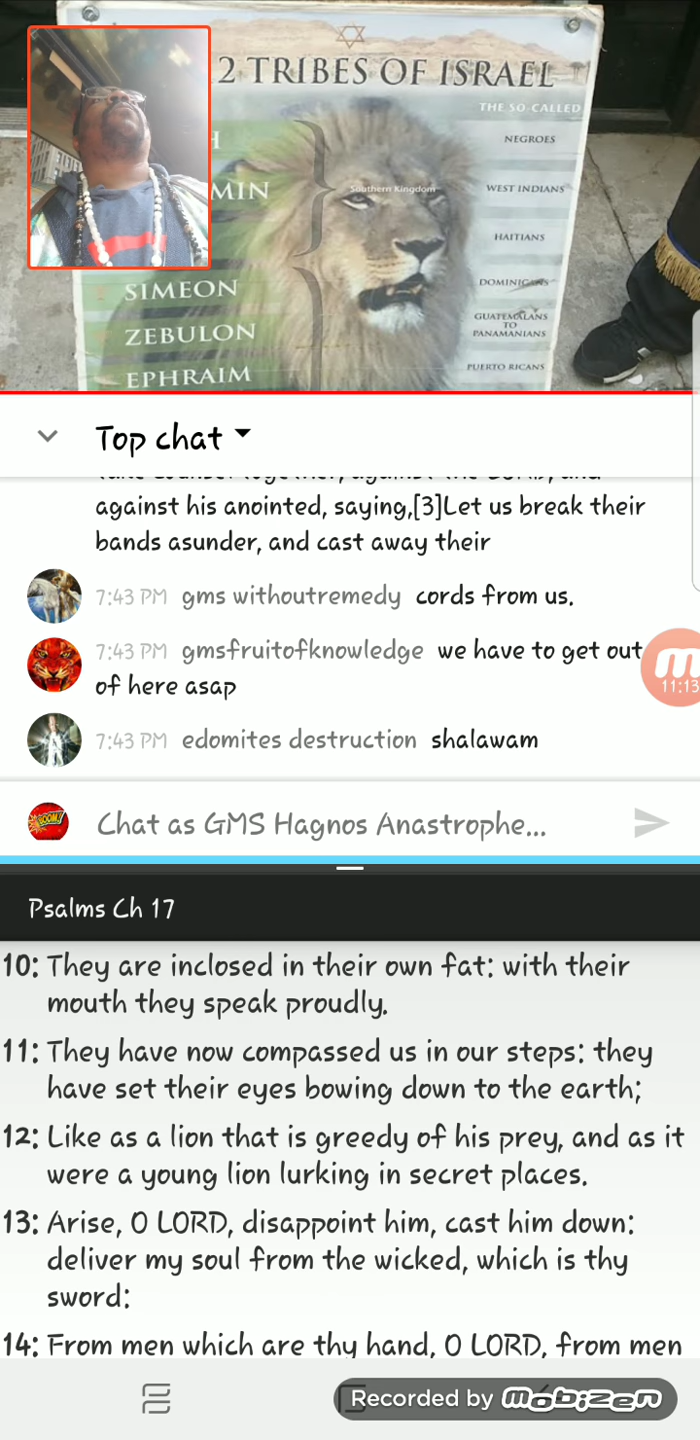 2 TRIBES OF ISRAEL
THE SO-CALLED
H
NEGROES
MIN
Southern Kingdom
WEST INDIANS
HAITIANS
SIMEON
DOMINICANS
ZEBULON
GUATEMALANS
TO
PANAMANIANS
EPHRAIM
PUERTO RICANS
Top chat
against his anointed, saying,[3]Let us break their
bands asunder, and cast away their
7:43 PM gms withoutremedy cords from us.
7:43 PM gmsfruitofknowledge we have to get out
of here asap
11:13
7:43 PM edomites destruction shalawam
BOOM!
Chat as GMS Hagnos Anastrophe...
Psalms Ch 17
10: They are inclosed in their own fat: with their
mouth they speak proudly.
11: They have now compassed us in our steps: they
have set their eyes bowing down to the earth;
12: Like as a lion that is greedy of his prey, and as it
were a young lion lurking in secret places.
13: Arise, O LORD, disappoint him, cast him down:
deliver my soul from the wicked, which is thy
sword:
14: From men which are thy hand, O LORD, from men
Recorded by mobizen